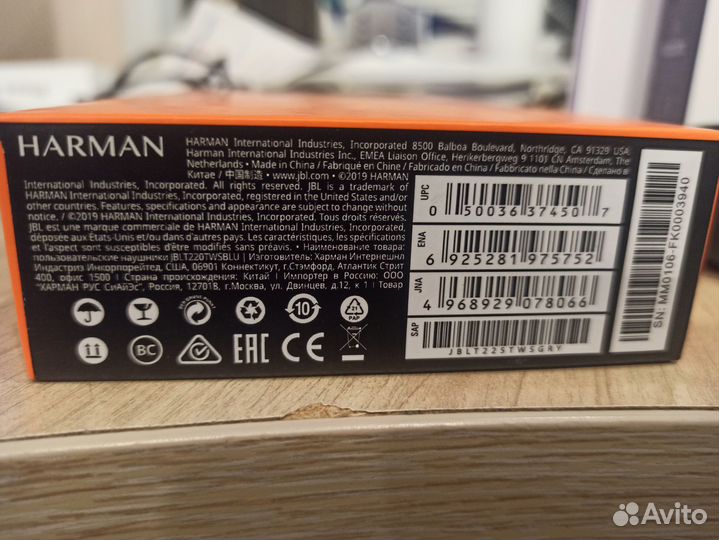 HARMAN
HARMAN International Industries, Incorporated 8500 Balboa Boulevard, Northridge, CA 91329 USA
Harman International Industries Inc., EMEA Liaison Office, Herikerbergweg 9 1101 CN Amsterdam, The
Netherlands • Made in China / Fabriqué en China / Fabricado en China / Fabbricato nella China / Сделано в
Китае / 中国制造 • www.jbl.com • ©2019 HARMAN
International Industries, Incorporated. All rights reserved. JBL is a trademark of
HARMAN International Industries, Incorporated, registered in the United States and/or
other countries. Features, specifications and appearance are subject to change without
notice. / ©2019 HARMAN International Industries, Incorporated. Tous droits réservés.
JBL est une marque commerciale de HARMAN International Industries, Incorporated,
déposée aux États-Unis et/ou dans d'autres pays. Les caractéristiques, les spécifications
et l'aspect sont susceptibles d'être modifiés sans préavis. | Товар
пользовательские наушники JBLT220TWSBLU | Изготовитель: Харман Интернешнл
Индастриз Инкорпорейтед, США, 06901 Коннектикут, г.Стэмфорд, Атлантик Стрит
400, офис 1500 | Страна происхождения: Китай | Импортер в Россию: ООО
"ХАРМАН РУС СиАйЭс", Россия, 127018, г.Москва, ул. Двинцев, д.12, к 1 | Товар
UPC
0 50036 37450 7
ENA
6 925281 975752
JNA
4 968929 078066
SAP
JBLT225TWSGRY
SN: MM0106-FK0003940
10
21
PAP
BC
EAC
CE
Avito